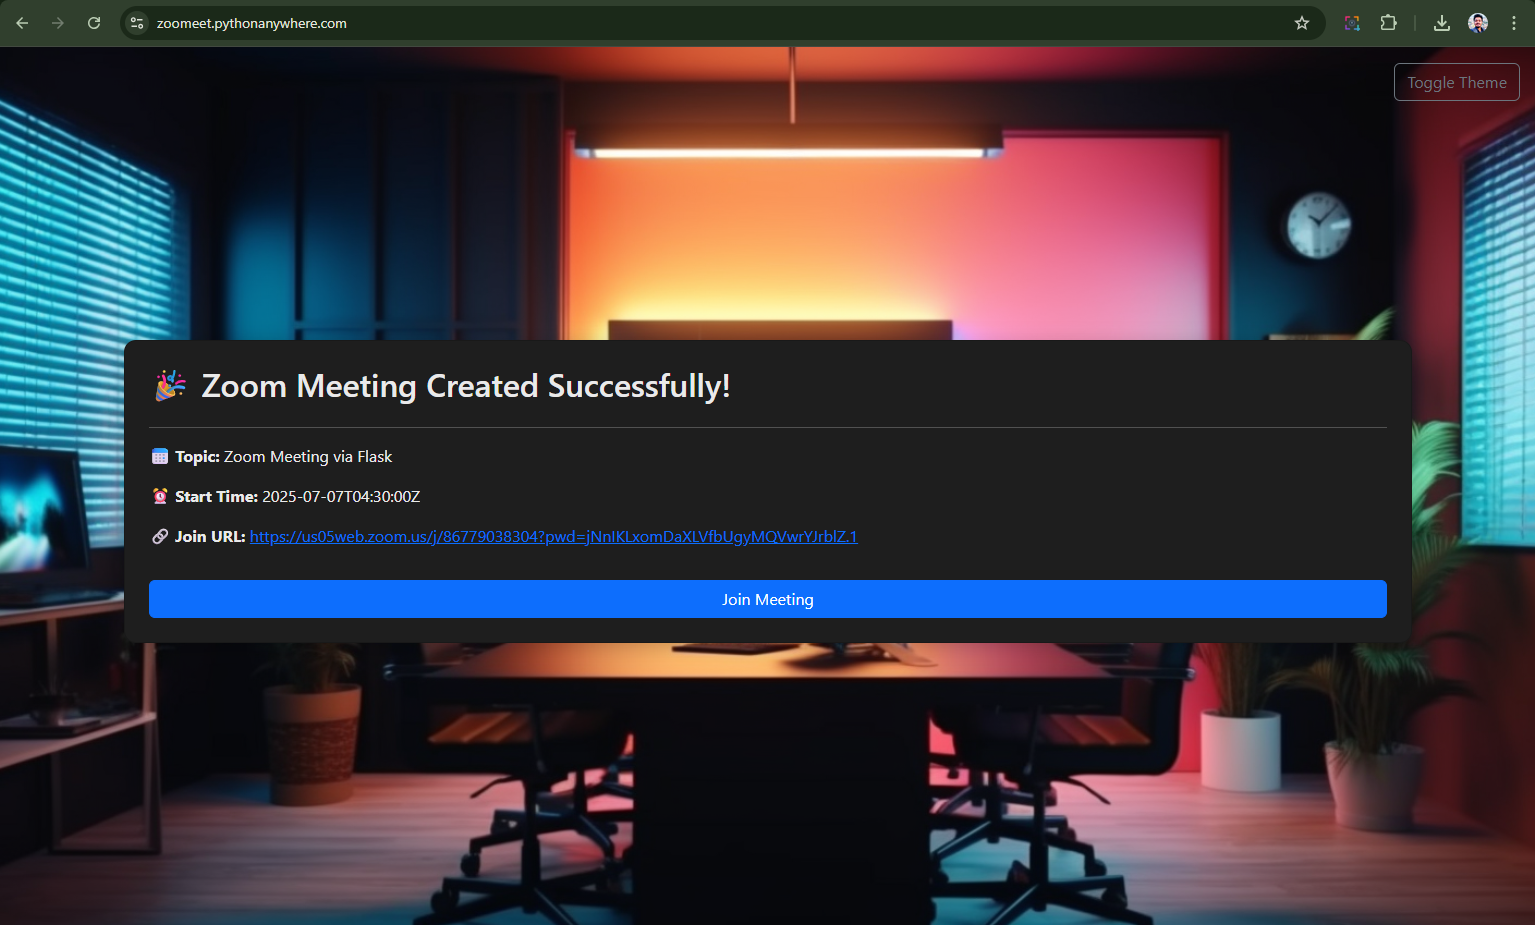 zoomeet.pythonanywhere.com
Toggle Theme
🎉 Zoom Meeting Created Successfully!
📅 Topic: Zoom Meeting via Flask
⏰ Start Time: 2025-07-07T04:30:00Z
🔗 Join URL: https://us05web.zoom.us/j/86779038304?pwd=jNnIKLxomDaXLVfbUgyMQVwrYJrblZ.1
Join Meeting